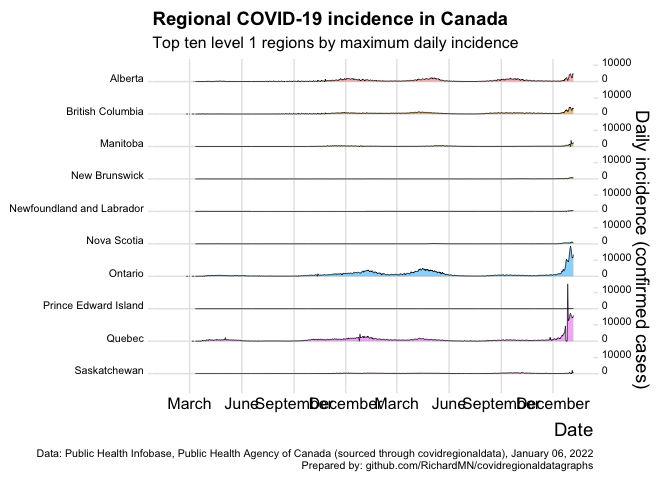 Regional COVID-19 incidence in Canada
Top ten level 1 regions by maximum daily incidence
Alberta
10000
0
British Columbia
10000
0
Manitoba
10000
0
New Brunswick
10000
0
Newfoundland and Labrador
10000
0
Nova Scotia
10000
0
Ontario
10000
0
Prince Edward Island
10000
0
Quebec
10000
0
Saskatchewan
10000
0
Daily incidence (confirmed cases)
March June September December March June September December
Date
Data: Public Health Infobase, Public Health Agency of Canada (sourced through covidregionaldata), January 06, 2022
Prepared by: github.com/RichardMN/covidregionaldatagraphs